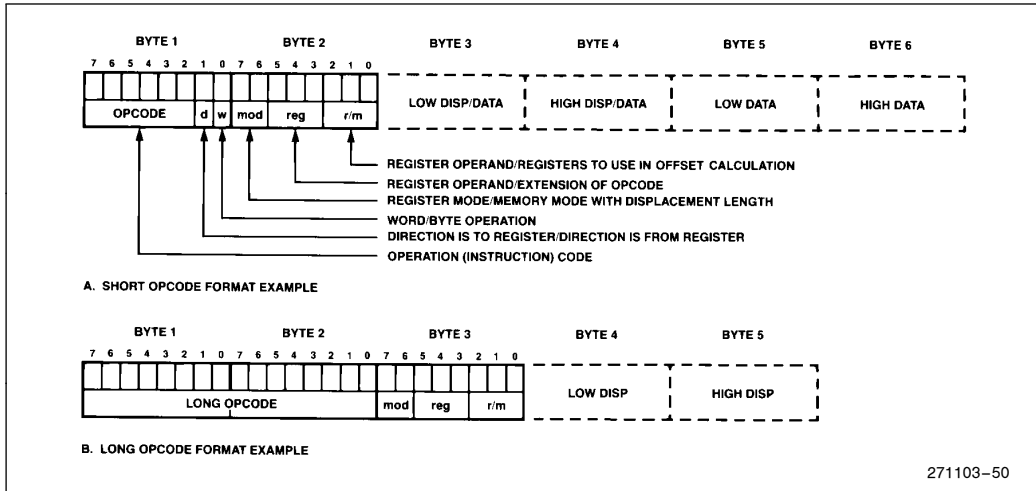 BYTE 1 BYTE 2 BYTE 3 BYTE 4 BYTE 5 BYTE 6
7 6 5 4 3 2 1 0 7 6 5 4 3 2 1 0
LOW DISP/DATA HIGH DISP/DATA LOW DATA HIGH DATA
OPCODE d w mod reg r/m
REGISTER OPERAND/REGISTERS TO USE IN OFFSET CALCULATION
REGISTER OPERAND/EXTENSION OF OPCODE
REGISTER MODE/MEMORY MODE WITH DISPLACEMENT LENGTH
WORD/BYTE OPERATION
DIRECTION IS TO REGISTER/DIRECTION IS FROM REGISTER
OPERATION (INSTRUCTION) CODE
A. SHORT OPCODE FORMAT EXAMPLE
BYTE 1 BYTE 2 BYTE 3 BYTE 4 BYTE 5
7 6 5 4 3 2 1 0 7 6 5 4 3 2 1 0 7 6 5 4 3 2 1 0
LOW DISP HIGH DISP
LONG OPCODE mod reg r/m
B. LONG OPCODE FORMAT EXAMPLE
271103–50